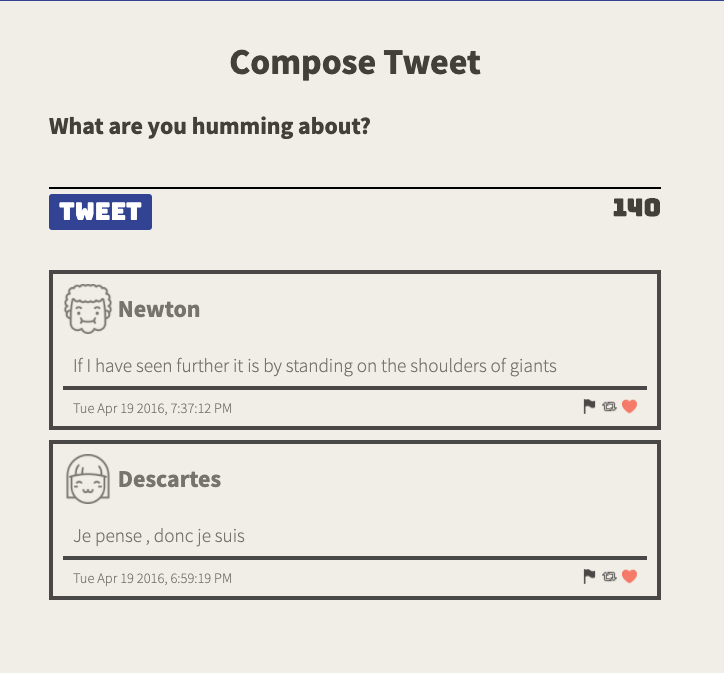 Compose Tweet
What are you humming about?
TWEET
140
Newton
If I have seen further it is by standing on the shoulders of giants
Tue Apr 19 2016, 7:37:12 PM
Descartes
Je pense , donc je suis
Tue Apr 19 2016, 6:59:19 PM